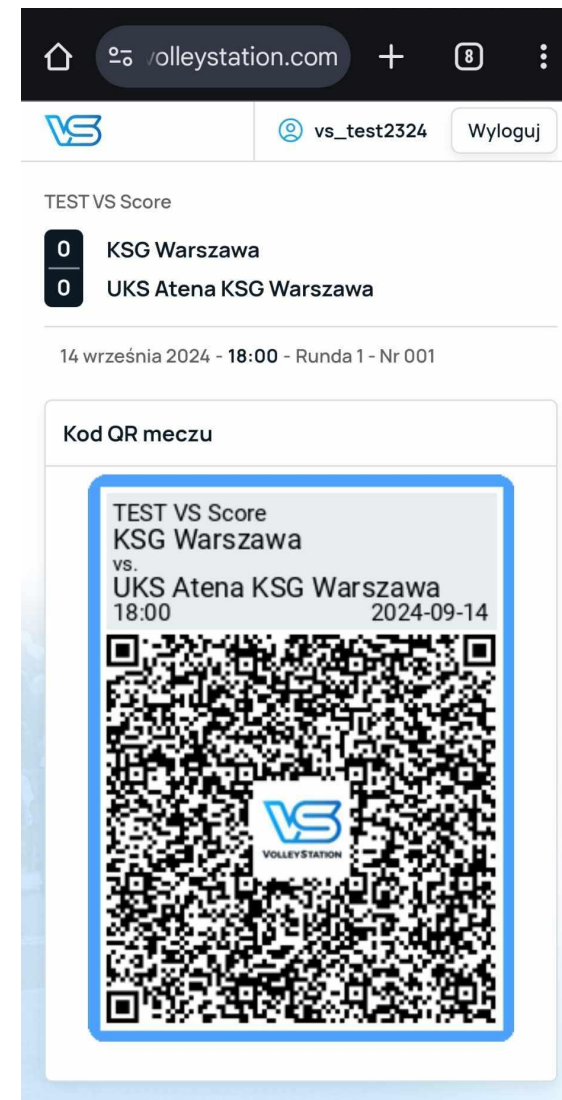 volleystation.com
8
VS
vs_test2324
Wyloguj
TEST VS Score
0 KSG Warszawa
0 UKS Atena KSG Warszawa
14 września 2024 - 18:00 - Runda 1 - Nr 001
Kod QR meczu
TEST VS Score
KSG Warszawa
vs.
UKS Atena KSG Warszawa
18:00 2024-09-14
VS
VOLLEYSTATION